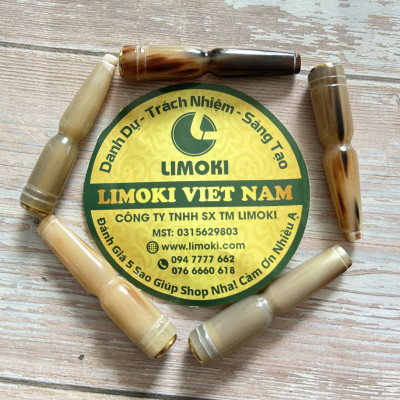 Danh Dự - Trách Nhiệm - Sáng Tạo
LIMOKI
LIMOKI VIET NAM
CÔNG TY TNHH SX TM LIMOKI
MST: 0315629803
www.limoki.com
094 7777 662
076 6660 618
Đánh Giá 5 Sao Giúp Shop Nha! Cảm Ơn Nhiều Ạ